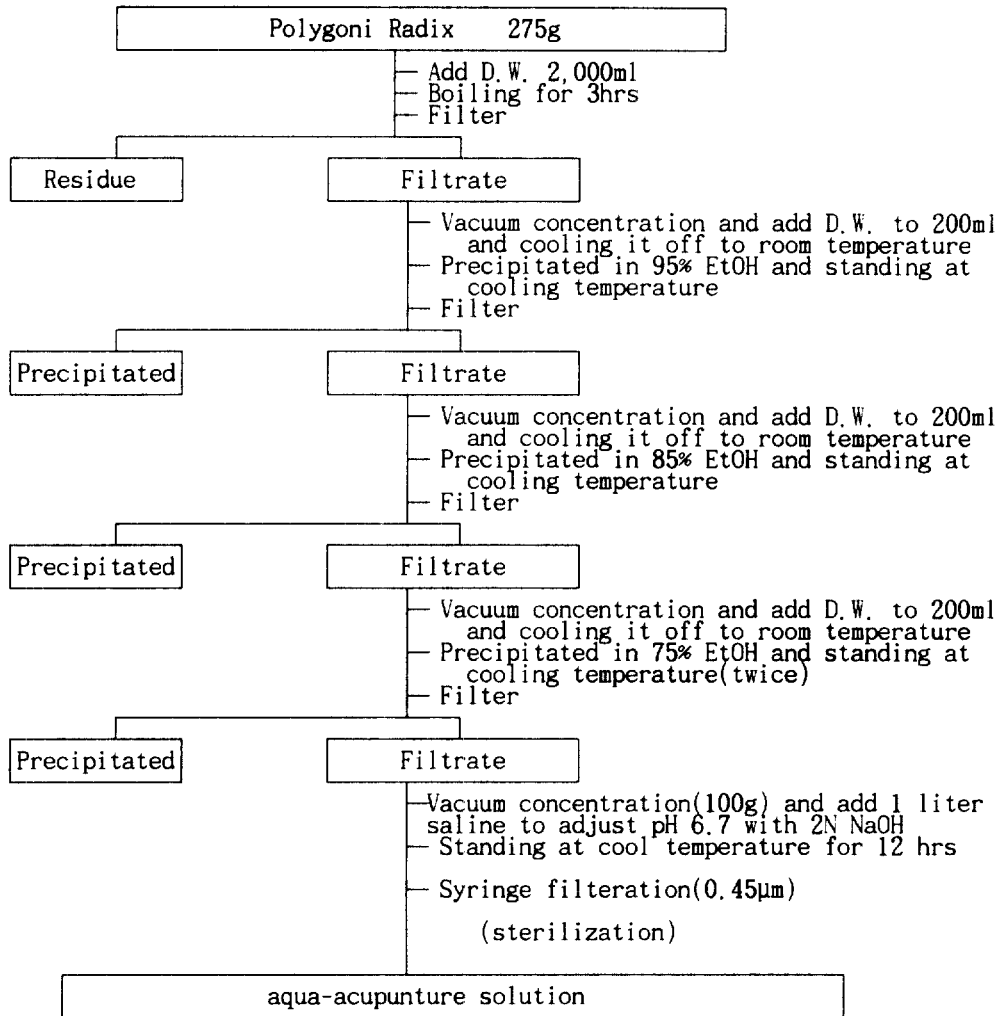 Polygoni Radix 275g
Add D.W. 2,000ml
Boiling for 3hrs
Filter
Residue
Filtrate
Vacuum concentration and add D.W. to 200ml
and cooling it off to room temperature
Precipitated in 95% EtOH and standing at
cooling temperature
Filter
Precipitated
Filtrate
Vacuum concentration and add D.W. to 200ml
and cooling it off to room temperature
Precipitated in 85% EtOH and standing at
cooling temperature
Filter
Precipitated
Filtrate
Vacuum concentration and add D.W. to 200ml
and cooling it off to room temperature
Precipitated in 75% EtOH and standing at
cooling temperature(twice)
Filter
Precipitated
Filtrate
Vacuum concentration(100g) and add 1 liter
saline to adjust pH 6.7 with 2N NaOH
Standing at cool temperature for 12 hrs
Syringe filteration(0.45μm)
(sterilization)
aqua-acupunture solution